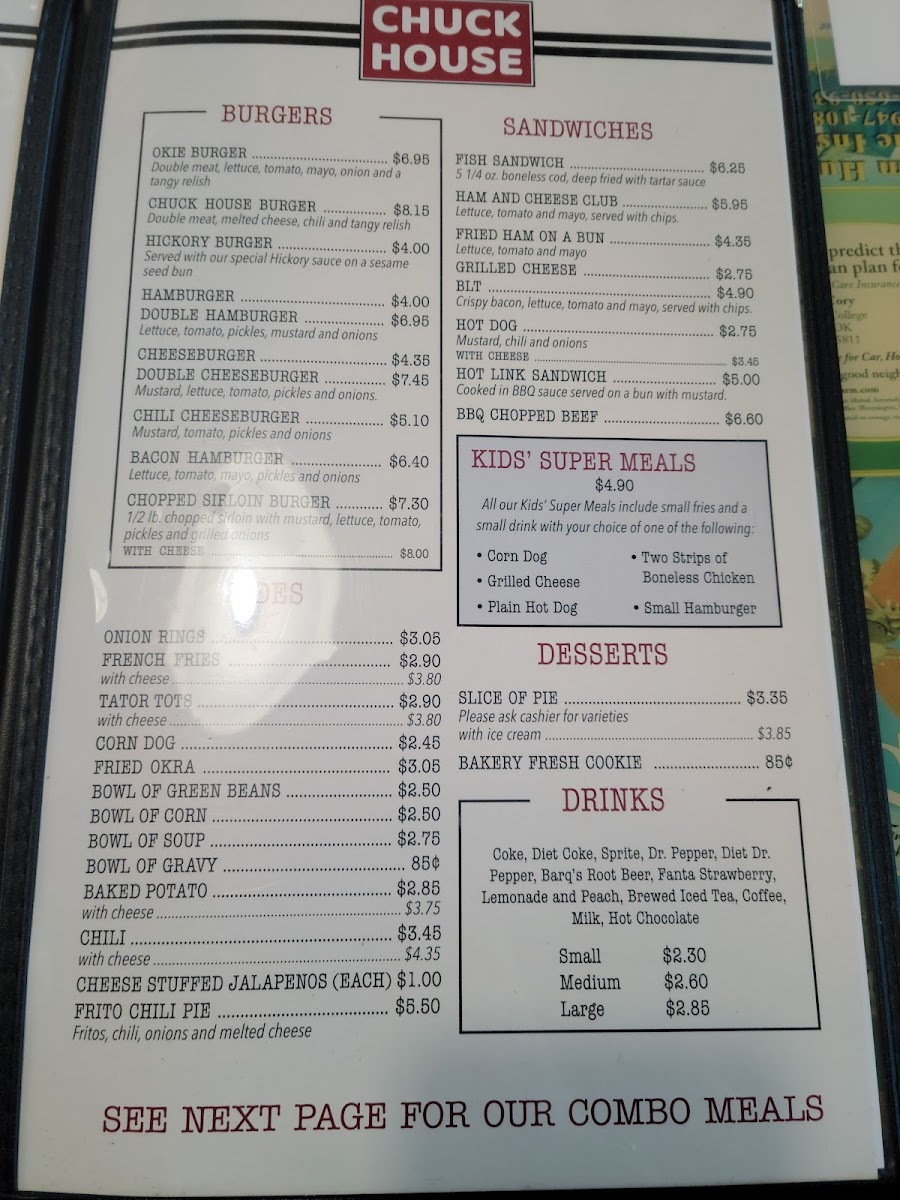 CHUCK
HOUSE
BURGERS
OKIE BURGER ........ $6.95
Double meat, lettuce, tomato, mayo, onion and a
tangy relish
CHUCK HOUSE BURGER ........ $8.15
Double meat, melted cheese, chili and tangy relish
HICKORY BURGER ........ $4.00
Served with our special Hickory sauce on a sesame
seed bun
HAMBURGER ........ $4.00
DOUBLE HAMBURGER ........ $6.95
Lettuce, tomato, pickles, mustard and onions
CHEESEBURGER ........ $4.35
DOUBLE CHEESEBURGER ........ $7.45
Mustard, lettuce, tomato, pickles and onions.
CHILI CHEESEBURGER ........ $5.10
Mustard, tomato, pickles and onions
BACON HAMBURGER ........ $6.40
Lettuce, tomato, mayo, pickles and onions
CHOPPED SIRLOIN BURGER ........ $7.30
1/2 lb. chopped sirloin with mustard, lettuce, tomato,
pickles and grilled onions
WITH CHEESE ........ $8.00
SIDES
ONION RINGS ........ $3.05
FRENCH FRIES ........ $2.90
with cheese ........ $3.80
TATOR TOTS ........ $2.90
with cheese ........ $3.80
CORN DOG ........ $2.45
FRIED OKRA ........ $3.05
BOWL OF GREEN BEANS ........ $2.50
BOWL OF CORN ........ $2.50
BOWL OF SOUP ........ $2.75
BOWL OF GRAVY ........ 85¢
BAKED POTATO ........ $2.85
with cheese ........ $3.75
CHILI ........ $3.45
with cheese ........ $4.35
CHEESE STUFFED JALAPENOS (EACH) $1.00
FRITO CHILI PIE ........ $5.50
Fritos, chili, onions and melted cheese
SANDWICHES
FISH SANDWICH ........ $6.25
5 1/4 oz. boneless cod, deep fried with tartar sauce
HAM AND CHEESE CLUB ........ $5.95
Lettuce, tomato and mayo, served with chips.
FRIED HAM ON A BUN ........ $4.35
Lettuce, tomato and mayo
GRILLED CHEESE ........ $2.75
BLT ........ $4.90
Crispy bacon, lettuce, tomato and mayo, served with chips.
HOT DOG ........ $2.75
Mustard, chili and onions
WITH CHEESE ........ $3.45
HOT LINK SANDWICH ........ $5.00
Cooked in BBQ sauce served on a bun with mustard.
BBQ CHOPPED BEEF ........ $6.60
KIDS' SUPER MEALS
$4.90
All our Kids' Super Meals include small fries and a
small drink with your choice of one of the following:
• Corn Dog
• Grilled Cheese
• Plain Hot Dog
• Two Strips of
Boneless Chicken
• Small Hamburger
DESSERTS
SLICE OF PIE ........ $3.35
Please ask cashier for varieties
with ice cream ........ $3.85
BAKERY FRESH COOKIE ........ 85¢
DRINKS
Coke, Diet Coke, Sprite, Dr. Pepper, Diet Dr.
Pepper, Barq's Root Beer, Fanta Strawberry,
Lemonade and Peach, Brewed Iced Tea, Coffee,
Milk, Hot Chocolate
Small $2.30
Medium $2.60
Large $2.85
SEE NEXT PAGE FOR OUR COMBO MEALS
predict
an plan
Care Insurance
College
OK
for Car,
good